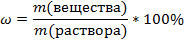 ω = m(вещества) / m(раствора) * 100%